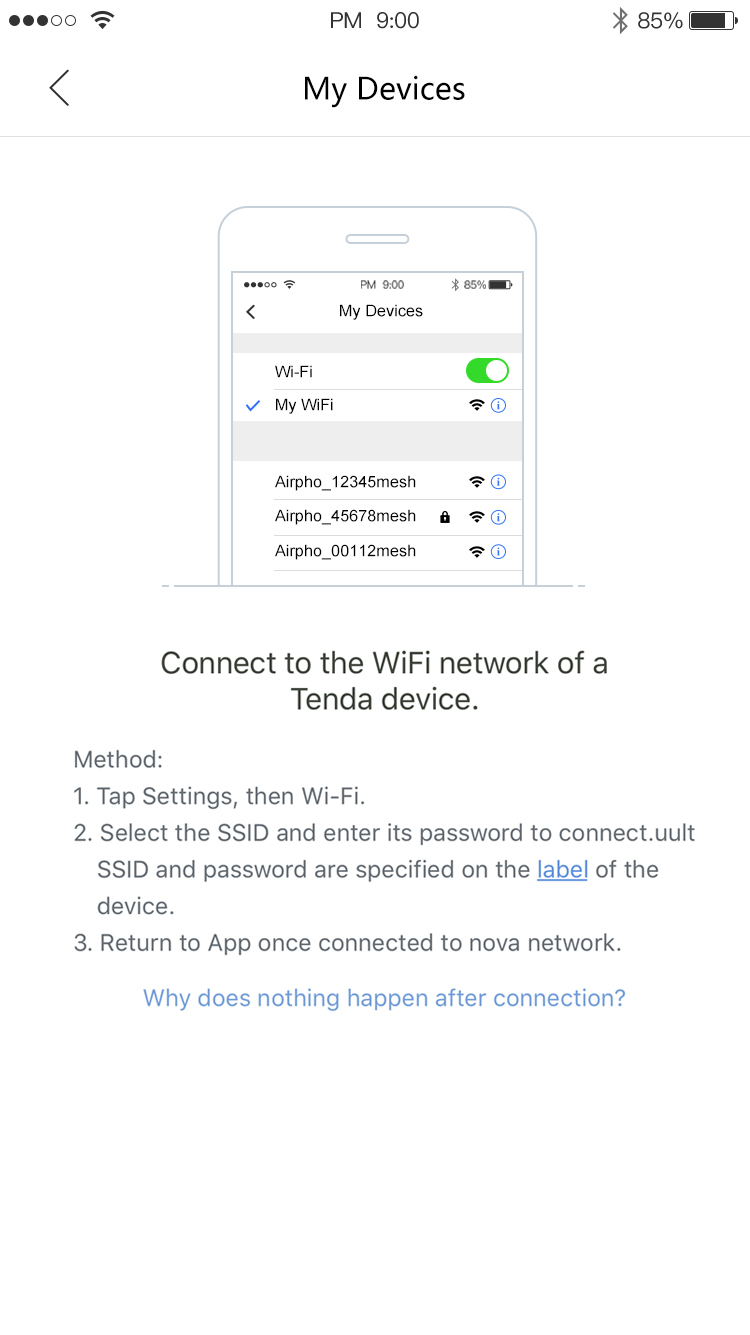 PM 9:00 85%
My Devices
PM 9:00 85%
My Devices
Wi-Fi
My WiFi
Airpho_12345mesh
Airpho_45678mesh
Airpho_00112mesh
Connect to the WiFi network of a
Tenda device.
Method:
1. Tap Settings, then Wi-Fi.
2. Select the SSID and enter its password to connect.uult
SSID and password are specified on the label of the
device.
3. Return to App once connected to nova network.
Why does nothing happen after connection?